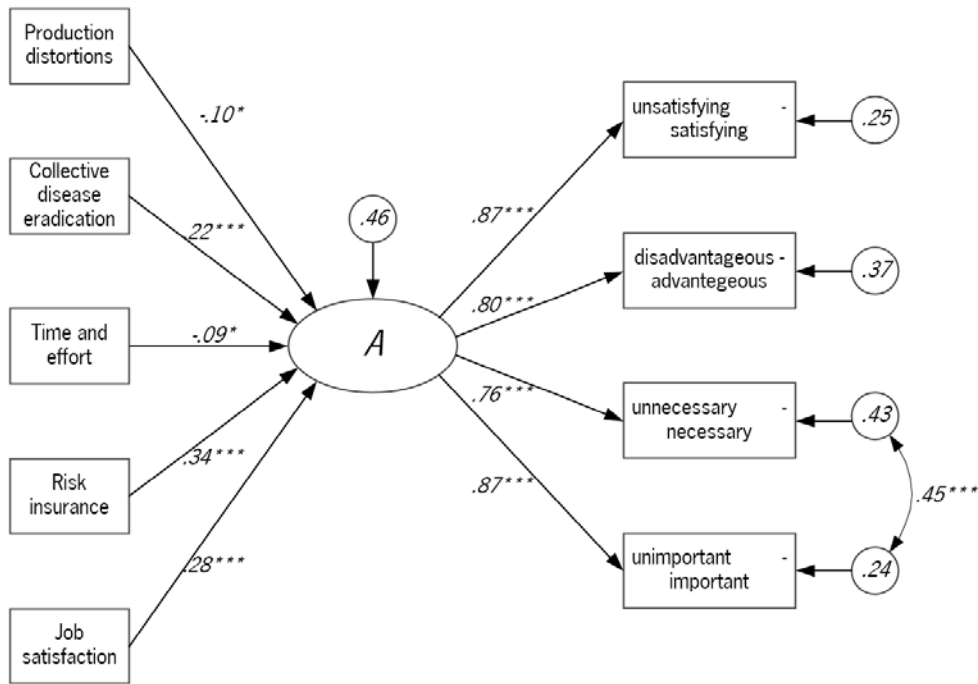 Production
distortions
-.10*
Collective
disease
eradication
.22***
Time and
effort
-.09*
Risk
insurance
.34***
Job
satisfaction
.28***
.46
A
.87***
unsatisfying -
satisfying
.25
.80***
disadvantageous -
advantegeous
.37
.76***
unnecessary -
necessary
.43
.87***
unimportant -
important
.24
.45***